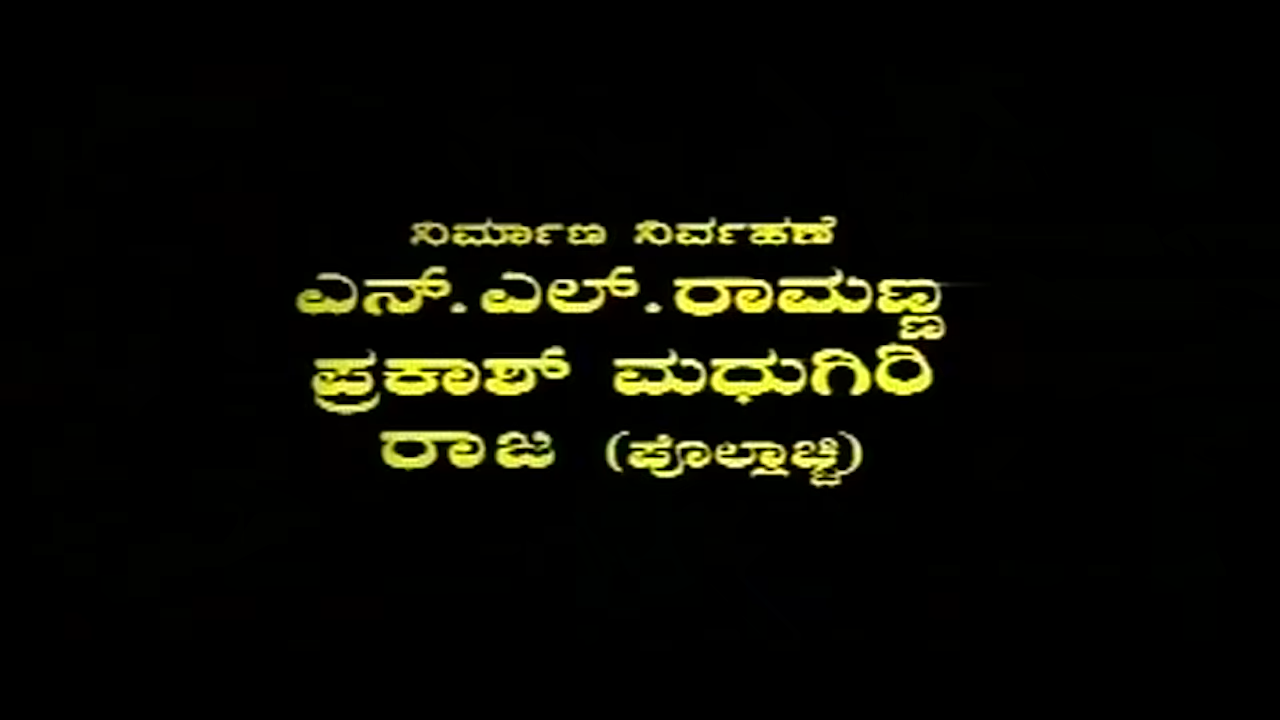 ನಿರ್ಮಾಣ ನಿರ್ವಹಣೆ
ಎನ್.ಎಲ್.ರಾಮಣ್ಣ
ಪ್ರಕಾಶ್ ಮಧುಗಿರಿ
ರಾಜ (ಪೊಲ್ಲಾಚ್ಚಿ)